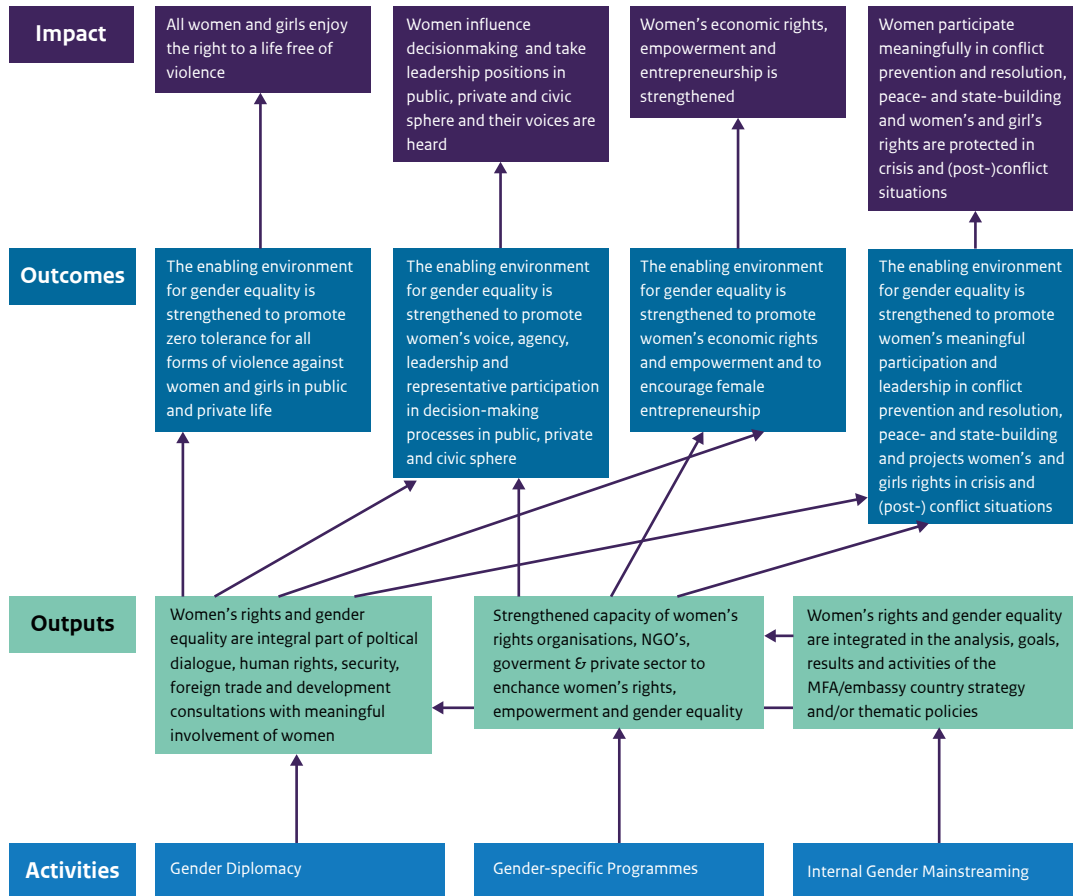 Impact
All women and girls enjoy
the right to a life free of
violence
Women influence
decisionmaking  and take
leadership positions in
public, private and civic
sphere and their voices are
heard
Women's economic rights,
empowerment and
entrepreneurship is
strengthened
Women participate
meaningfully in conflict
prevention and resolution,
peace- and state-building
and women's and girl's
rights are protected in
crisis and (post-)conflict
situations
Outcomes
The enabling environment
for gender equality is
strengthened to promote
zero tolerance for all
forms of violence against
women and girls in public
and private life
The enabling environment
for gender equality is
strengthened to promote
women's voice, agency,
leadership and
representative participation
in decision-making
processes in public, private
and civic sphere
The enabling environment
for gender equality is
strengthened to promote
women's economic rights
and empowerment and to
encourage female
entrepreneurship
The enabling environment
for gender equality is
strengthened to promote
women's meaningful
participation and
leadership in conflict
prevention and resolution,
peace- and state-building
and projects women's  and
girls rights in crisis and
(post-) conflict situations
Outputs
Women's rights and gender
equality are integral part of poltical
dialogue, human rights, security,
foreign trade and development
consultations with meaningful
involvement of women
Strengthened capacity of women's
rights organisations, NGO's,
goverment & private sector to
enchance women's rights,
empowerment and gender equality
Women's rights and gender equality
are integrated in the analysis, goals,
results and activities of the
MFA/embassy country strategy
and/or thematic policies
Activities
Gender Diplomacy
Gender-specific Programmes
Internal Gender Mainstreaming